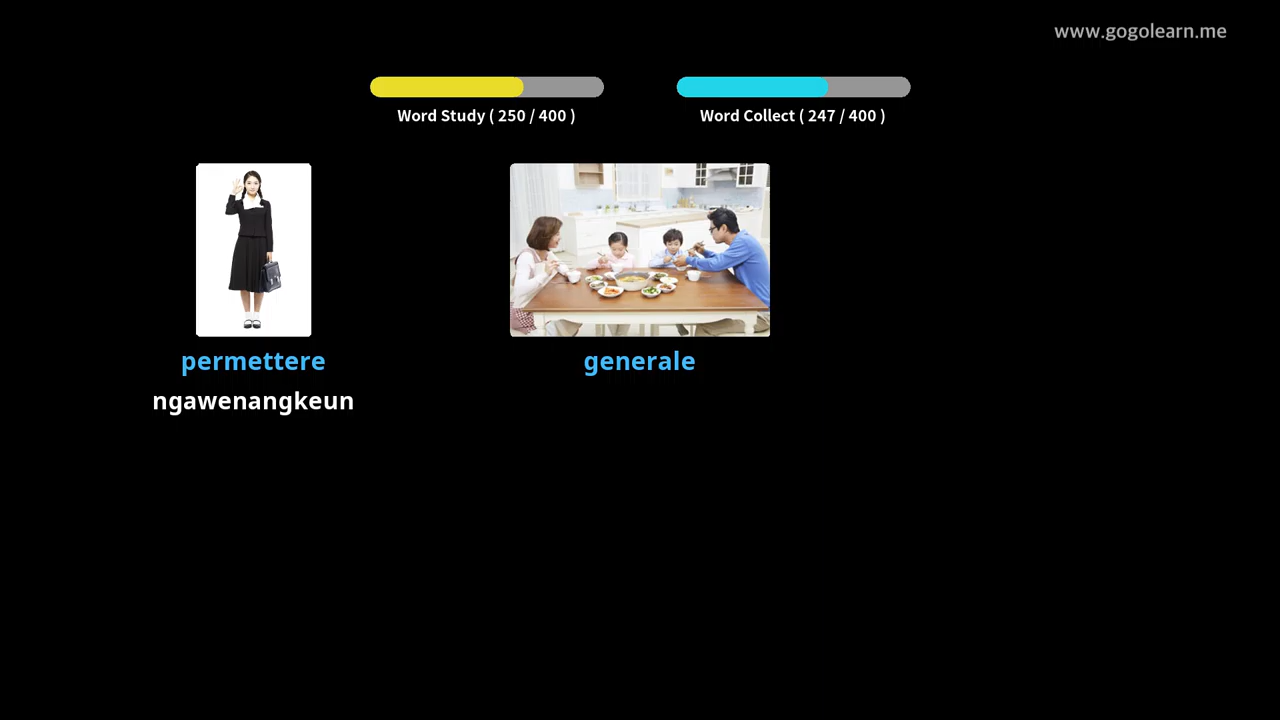 www.gogolearn.me
Word Study ( 250 / 400 )
Word Collect ( 247 / 400 )
permettere
generale
ngawenangkeun